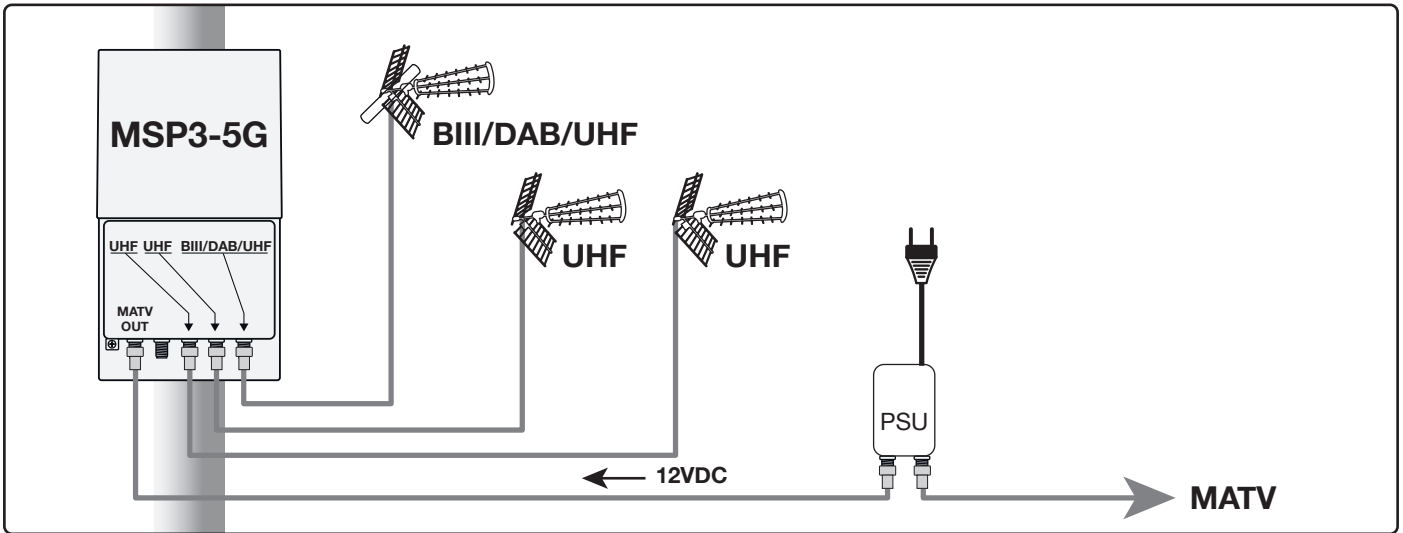 MSP3-5G
BIII/DAB/UHF
UHF
UHF
UHF UHF BIII/DAB/UHF
MATV
OUT
PSU
12VDC
MATV